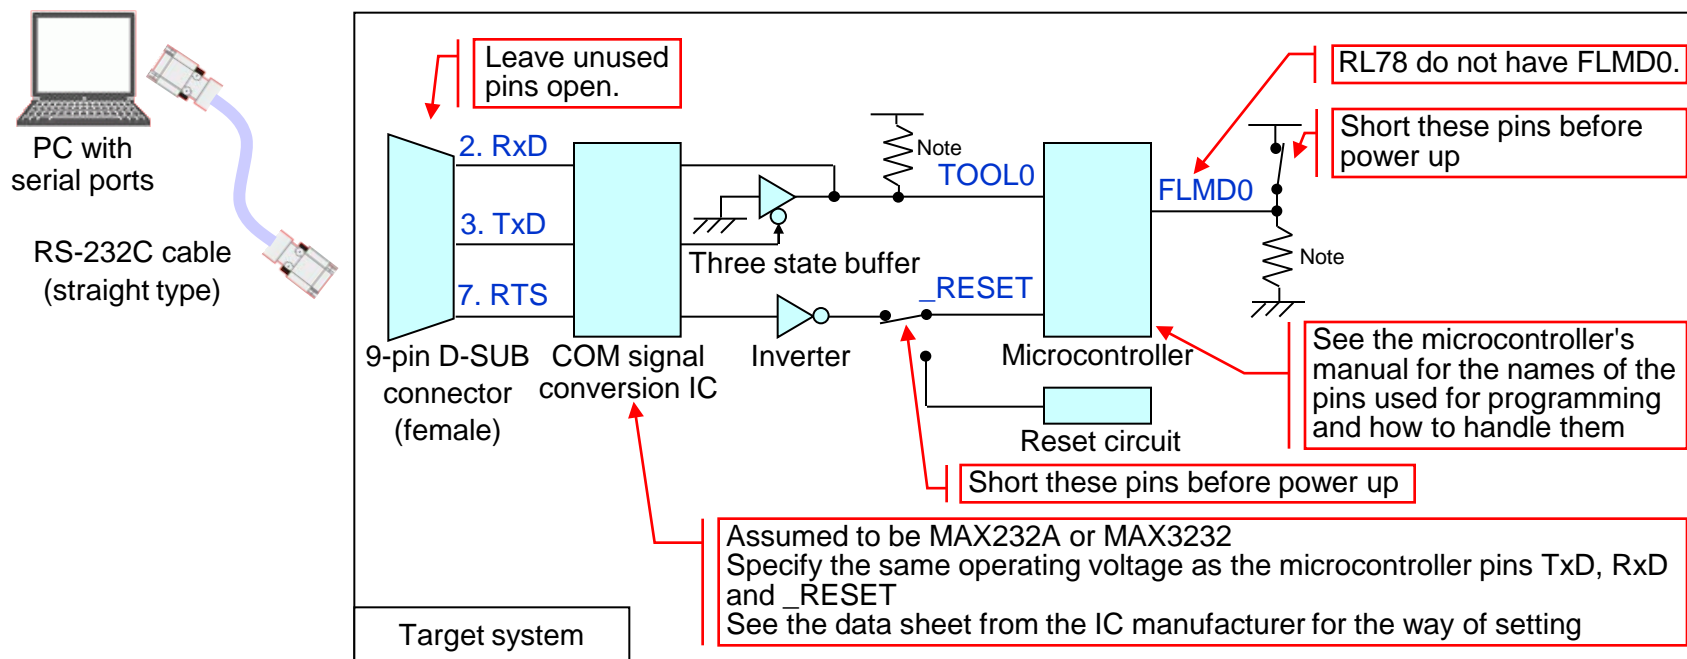 PC with
serial ports
RS-232C cable
(straight type)
Leave unused
pins open.
2. RxD
3. TxD
7. RTS
9-pin D-SUB
connector
(female)
COM signal
conversion IC
Three state buffer
Inverter
Note
TOOL0
_RESET
Microcontroller
Reset circuit
FLMD0
Note
RL78 do not have FLMD0.
Short these pins before
power up
See the microcontroller's
manual for the names of the
pins used for programming
and how to handle them
Short these pins before power up
Assumed to be MAX232A or MAX3232
Specify the same operating voltage as the microcontroller pins TxD, RxD
and _RESET
See the data sheet from the IC manufacturer for the way of setting
Target system